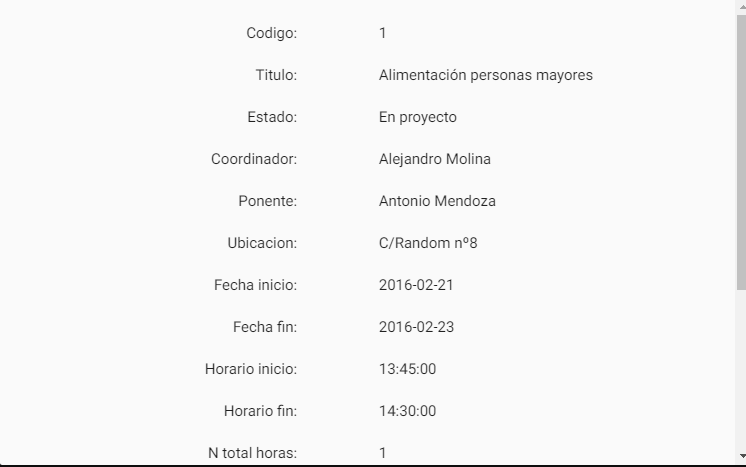 Codigo: 1
Titulo: Alimentación personas mayores
Estado: En proyecto
Coordinador: Alejandro Molina
Ponente: Antonio Mendoza
Ubicacion: C/Random nº8
Fecha inicio: 2016-02-21
Fecha fin: 2016-02-23
Horario inicio: 13:45:00
Horario fin: 14:30:00
N total horas: 1